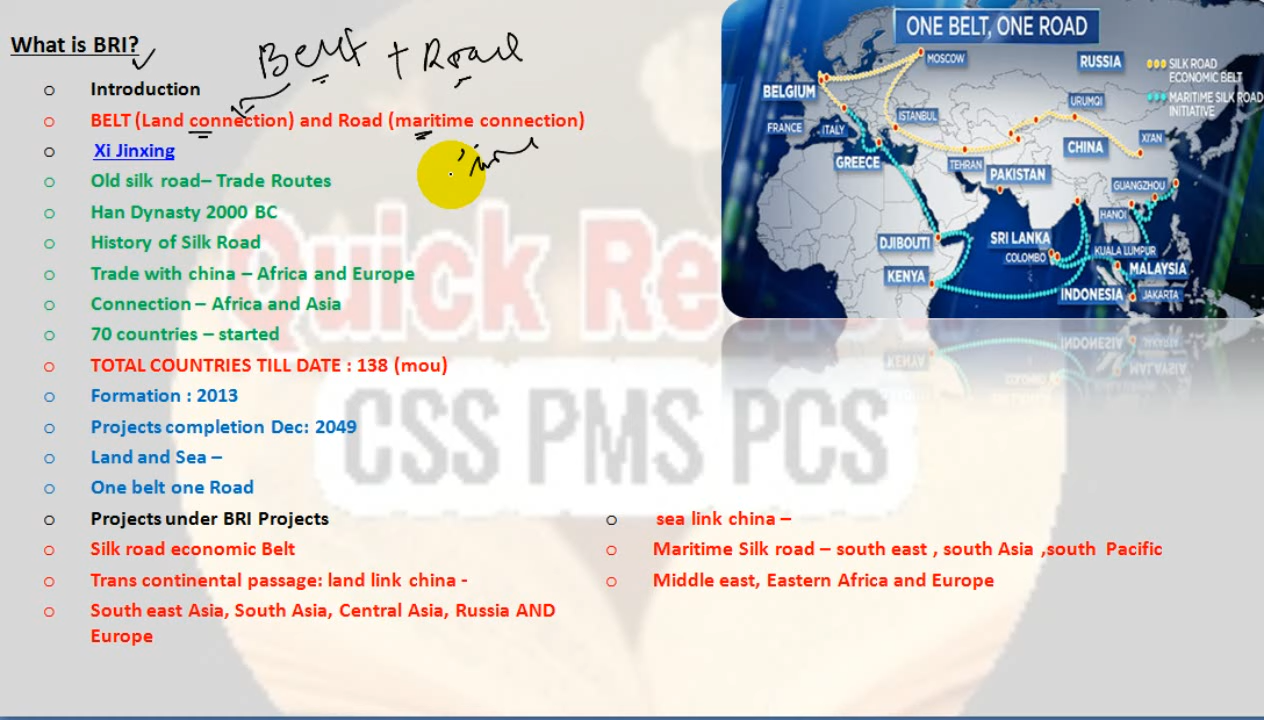 What is BRI?
Belt + Road
Introduction
BELT (Land connection) and Road (maritime connection)
Xi Jinxing
Old silk road– Trade Routes
Han Dynasty 2000 BC
History of Silk Road
Trade with china – Africa and Europe
Connection – Africa and Asia
70 countries – started
TOTAL COUNTRIES TILL DATE : 138 (mou)
Formation : 2013
Projects completion Dec: 2049
Land and Sea –
One belt one Road
Projects under BRI Projects
Silk road economic Belt
Trans continental passage: land link china -
South east Asia, South Asia, Central Asia, Russia AND
Europe
sea link china –
Maritime Silk road – south east , south Asia ,south Pacific
Middle east, Eastern Africa and Europe
ONE BELT, ONE ROAD
MOSCOW
RUSSIA
SILK ROAD
ECONOMIC BELT
MARITIME SILK ROAD
INITIATIVE
BELGIUM
URUMQI
FRANCE
ITALY
ISTANBUL
XI'AN
CHINA
GREECE
TEHRAN
PAKISTAN
GUANGZHOU
HANOI
DJIBOUTI
SRI LANKA
COLOMBO
KUALA LUMPUR
MALAYSIA
KENYA
INDONESIA
JAKARTA
Quick Re
CSS PMS PCS